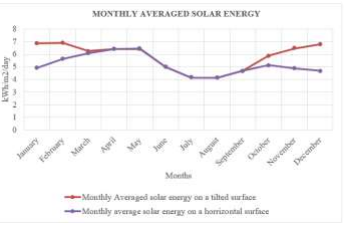 MONTHLY AVERAGED SOLAR ENERGY
kWh/m2/day
8
7
6
5
4
3
2
1
0
January
February
March
April
May
June
July
August
September
October
November
December
Months
Monthly Averaged solar energy on a tilted surface
Monthly average solar energy on a horrizontal surface